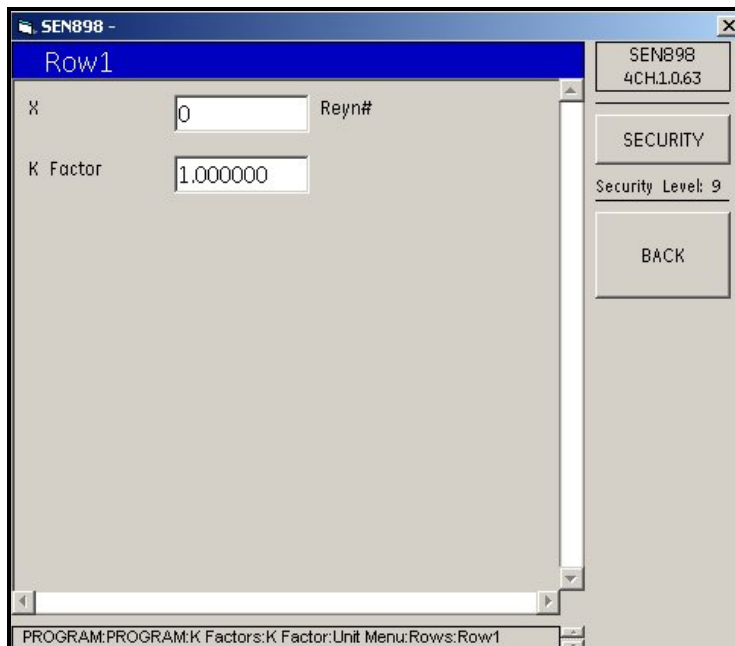 SEN898 -
Row1
X 0 Reyn#
K Factor 1.000000
SEN898
4CH.1.0.63
SECURITY
Security Level: 9
BACK
PROGRAM:PROGRAM:K Factors:K Factor:Unit Menu:Rows:Row1